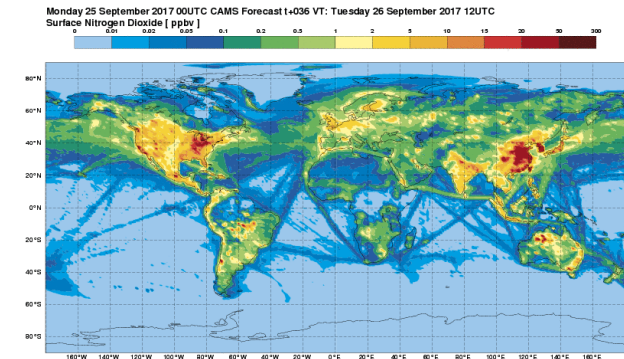 Monday 25 September 2017 00UTC CAMS Forecast t+036 VT: Tuesday 26 September 2017 12UTC
Surface Nitrogen Dioxide [ ppbv ]
0 0.01 0.02 0.05 0.1 0.2 0.5 1 2 5 10 15 20 50 300
80°N
60°N
40°N
20°N
0°N
20°S
40°S
60°S
80°S
160°W 140°W 120°W 100°W 80°W 60°W 40°W 20°W 0°E 20°E 40°E 60°E 80°E 100°E 120°E 140°E 160°E